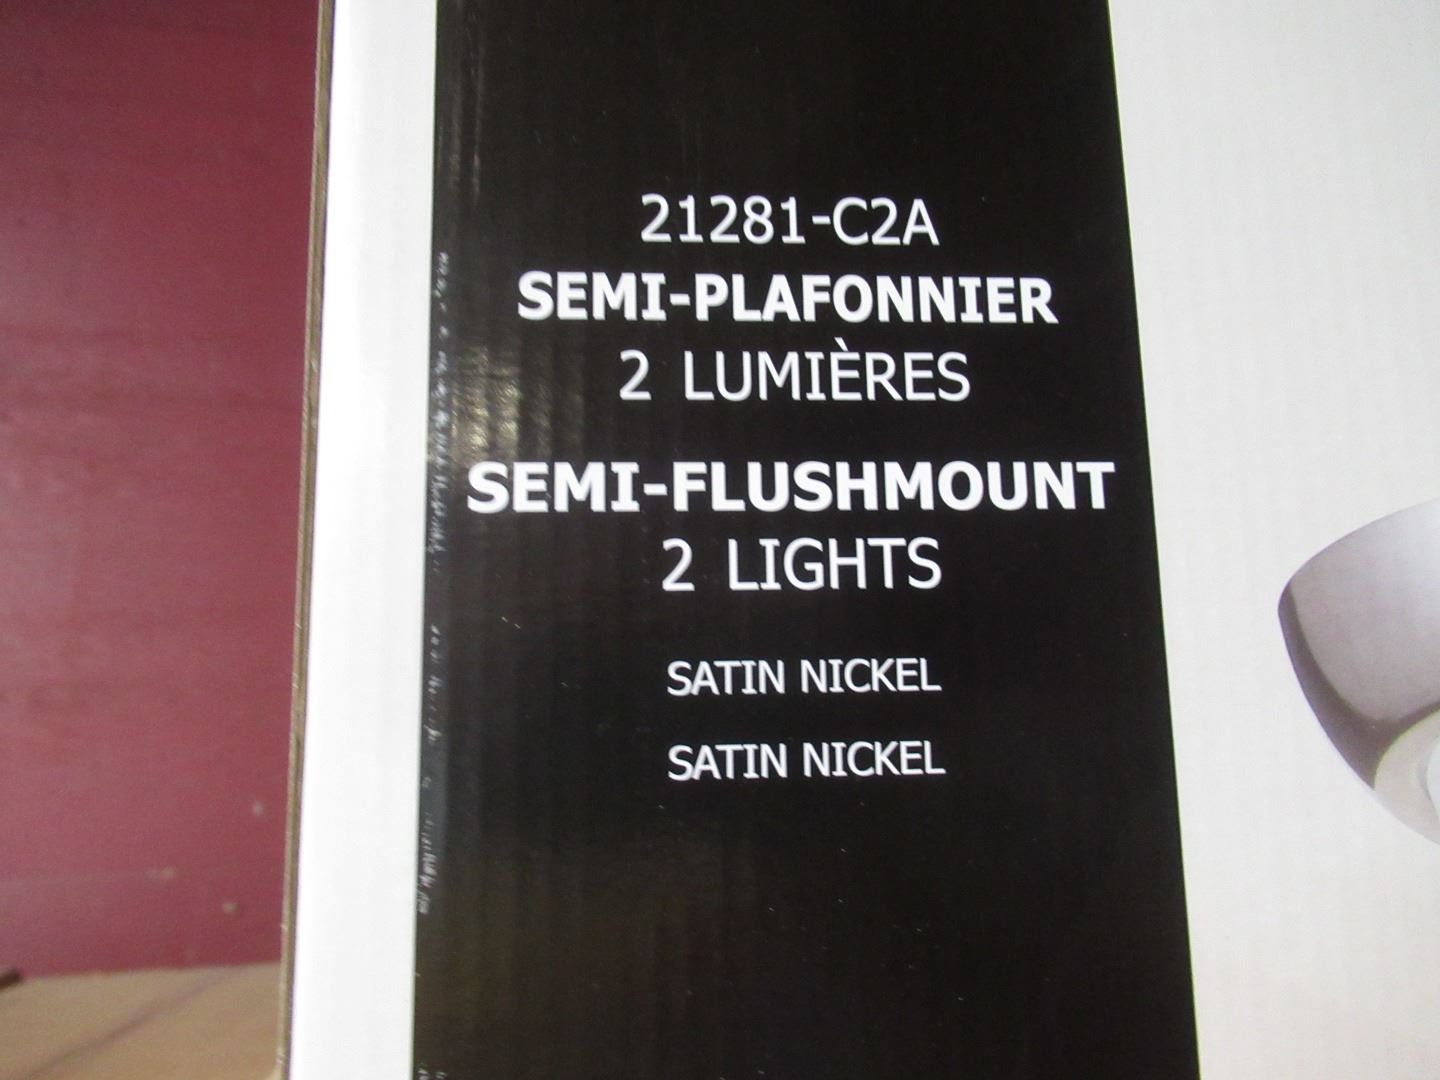 21281-C2A
SEMI-PLAFONNIER
2 LUMIÈRES
SEMI-FLUSHMOUNT
2 LIGHTS
SATIN NICKEL
SATIN NICKEL